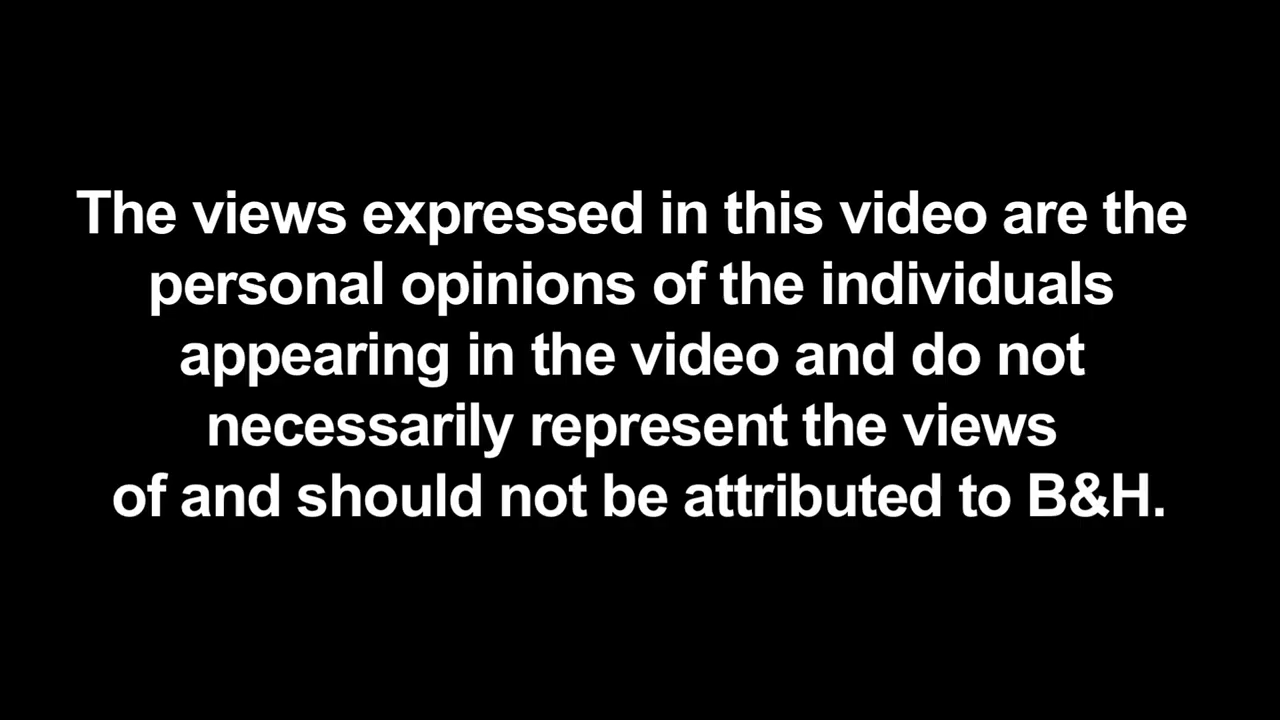 The views expressed in this video are the
personal opinions of the individuals
appearing in the video and do not
necessarily represent the views
of and should not be attributed to B&H.